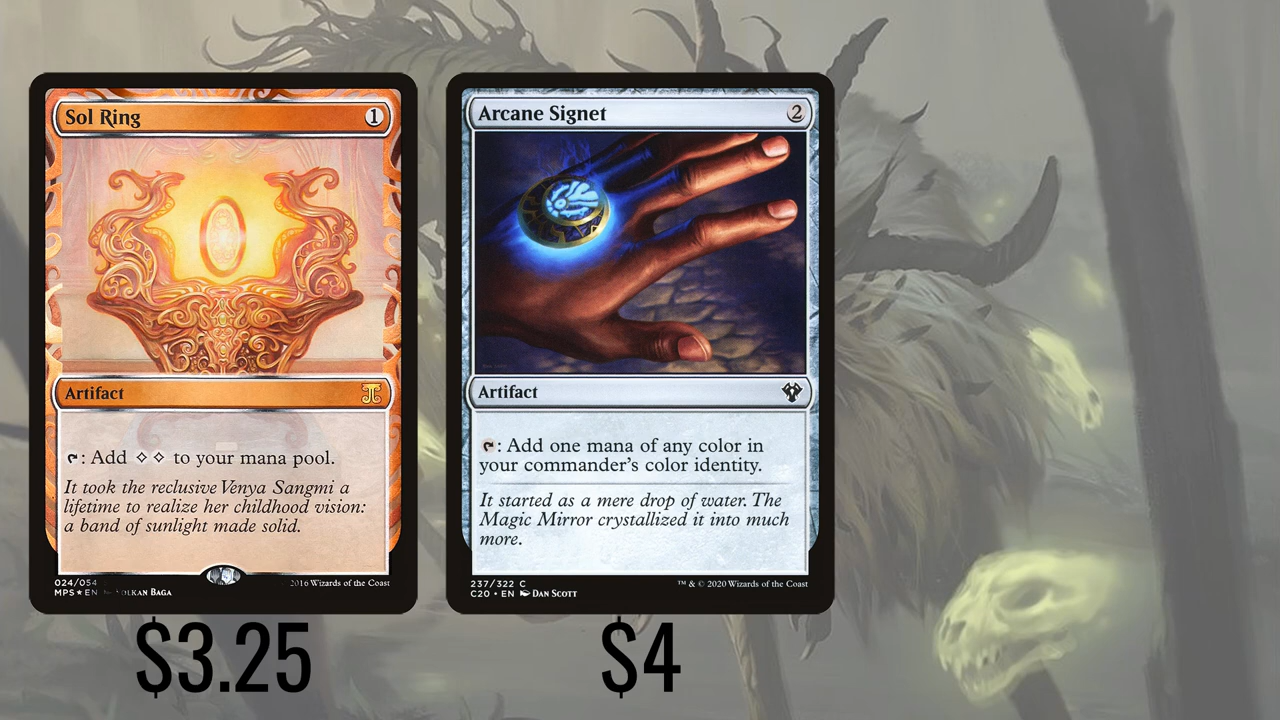 Sol Ring
1
Artifact
: Add to your mana pool.
It took the reclusive Venya Sangmi a
lifetime to realize her childhood vision:
a band of sunlight made solid.
024/054
MPS★EN
BAGA
2016 Wizards of the Coast
$3.25
Arcane Signet
2
Artifact
: Add one mana of any color in
your commander's color identity.
It started as a mere drop of water. The
Magic Mirror crystallized it into much
more.
237/322 C
C20 • EN DAN SCOTT
™ & © 2020 Wizards of the Coast
$4